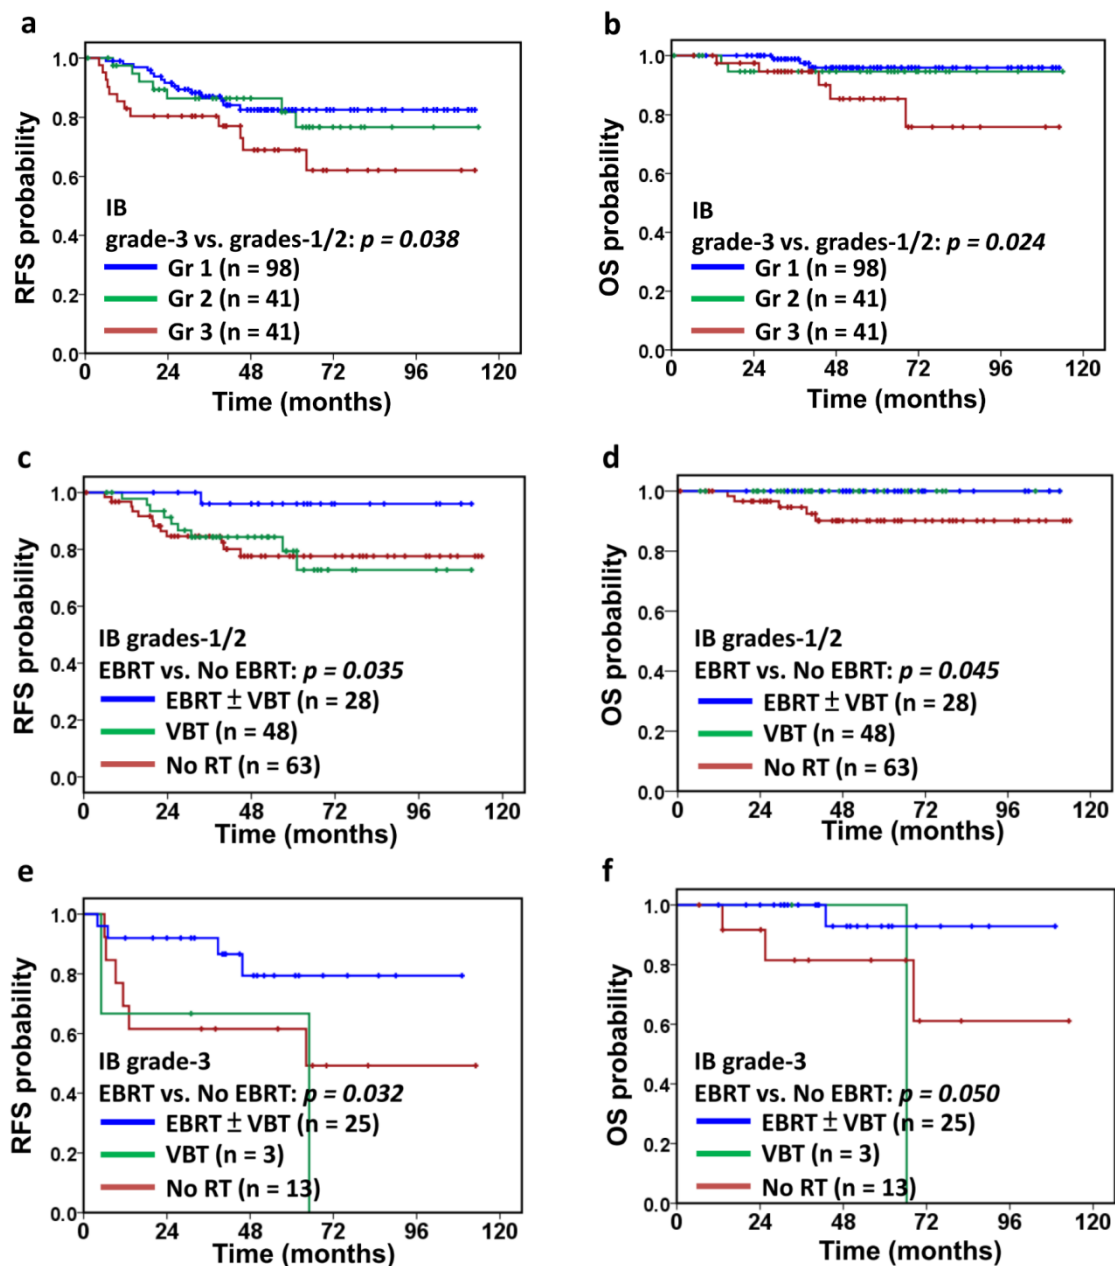 a
RFS probability
1.0
0.8
0.6
0.4
0.2
0.0
IB
grade-3 vs. grades-1/2: p = 0.038
Gr 1 (n = 98)
Gr 2 (n = 41)
Gr 3 (n = 41)
0 24 48 72 96 120
Time (months)
b
OS probability
1.0
0.8
0.6
0.4
0.2
0.0
IB
grade-3 vs. grades-1/2: p = 0.024
Gr 1 (n = 98)
Gr 2 (n = 41)
Gr 3 (n = 41)
0 24 48 72 96 120
Time (months)
c
RFS probability
1.0
0.8
0.6
0.4
0.2
0.0
IB grades-1/2
EBRT vs. No EBRT: p = 0.035
EBRT ± VBT (n = 28)
VBT (n = 48)
No RT (n = 63)
0 24 48 72 96 120
Time (months)
d
OS probability
1.0
0.8
0.6
0.4
0.2
0.0
IB grades-1/2
EBRT vs. No EBRT: p = 0.045
EBRT ± VBT (n = 28)
VBT (n = 48)
No RT (n = 63)
0 24 48 72 96 120
Time (months)
e
RFS probability
1.0
0.8
0.6
0.4
0.2
0.0
IB grade-3
EBRT vs. No EBRT: p = 0.032
EBRT ± VBT (n = 25)
VBT (n = 3)
No RT (n = 13)
0 24 48 72 96 120
Time (months)
f
OS probability
1.0
0.8
0.6
0.4
0.2
0.0
IB grade-3
EBRT vs. No EBRT: p = 0.050
EBRT ± VBT (n = 25)
VBT (n = 3)
No RT (n = 13)
0 24 48 72 96 120
Time (months)